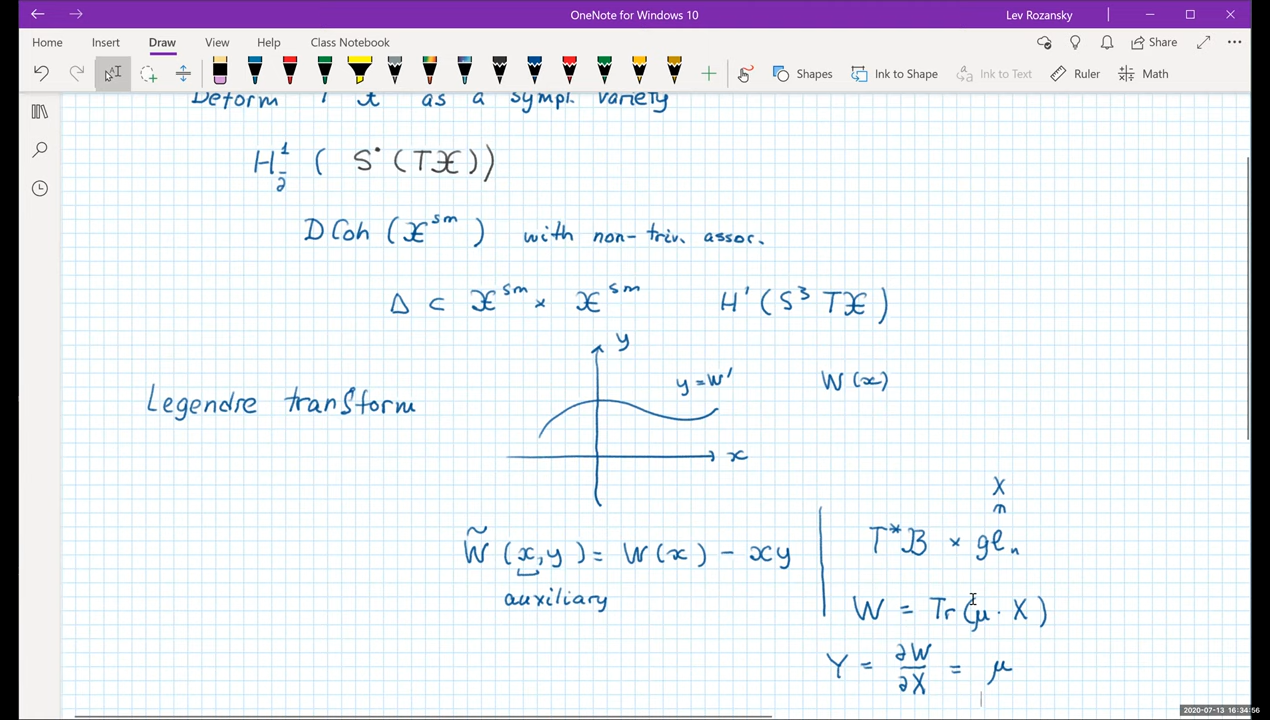 OneNote for Windows 10
Lev Rozansky
Home Insert Draw View Help Class Notebook
Share
Shapes Ink to Shape Ink to Text Ruler Math
Deform as a sympl. variety
H^1_∂̄ ( S^• (T𝒳))
DCoh (𝒳^sm) with non-triv. assoc.
Δ ⊂ 𝒳^sm × 𝒳^sm H'(S^3 T𝒳)
y
y = W' W(x)
Legendre transform
x
X
T*B × gl_n
W̃ (x,y) = W(x) - xy
auxiliary
W = Tr(μ · X)
Y = ∂W/∂X = μ
2020-07-13 16:34:56